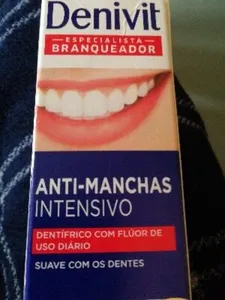 Denivit
ESPECIALISTA
BRANQUEADOR
ANTI-MANCHAS
INTENSIVO
DENTÍFRICO COM FLÚOR DE
USO DIÁRIO
SUAVE COM OS DENTES